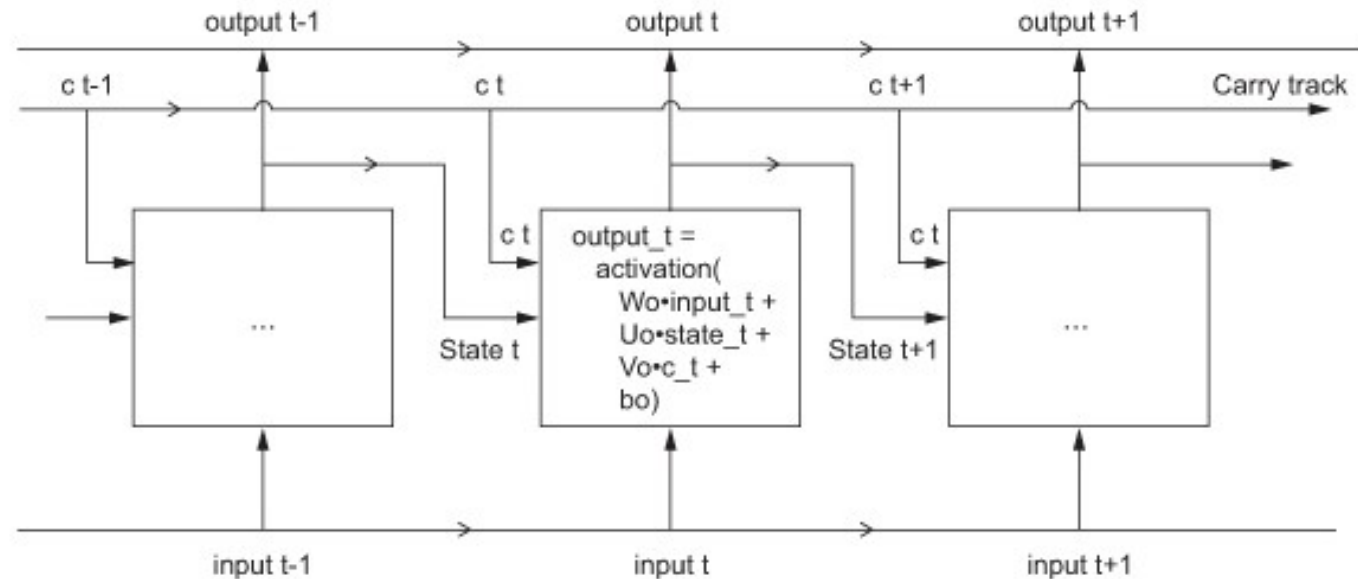 output t-1
output t
output t+1
c t-1
c t
c t+1
Carry track
c t
output_t =
activation(
Wo•input_t +
Uo•state_t +
Vo•c_t +
bo)
c t
...
...
State t
State t+1
input t-1
input t
input t+1